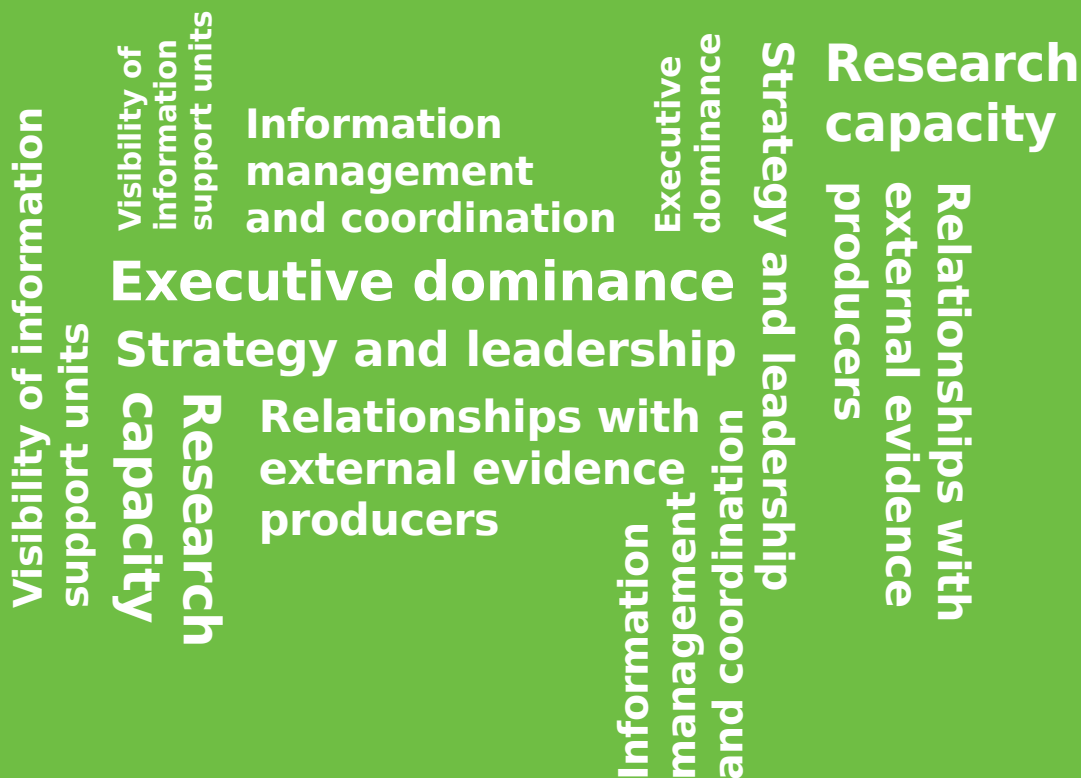 Visibility of information
support units
Visibility of
information
support units
Information
management
and coordination
Executive
dominance
Strategy and leadership
Research
capacity
Relationships with
external evidence
producers
Executive dominance
Strategy and leadership
Research
capacity
Relationships with
external evidence
producers
Information
management
and coordination